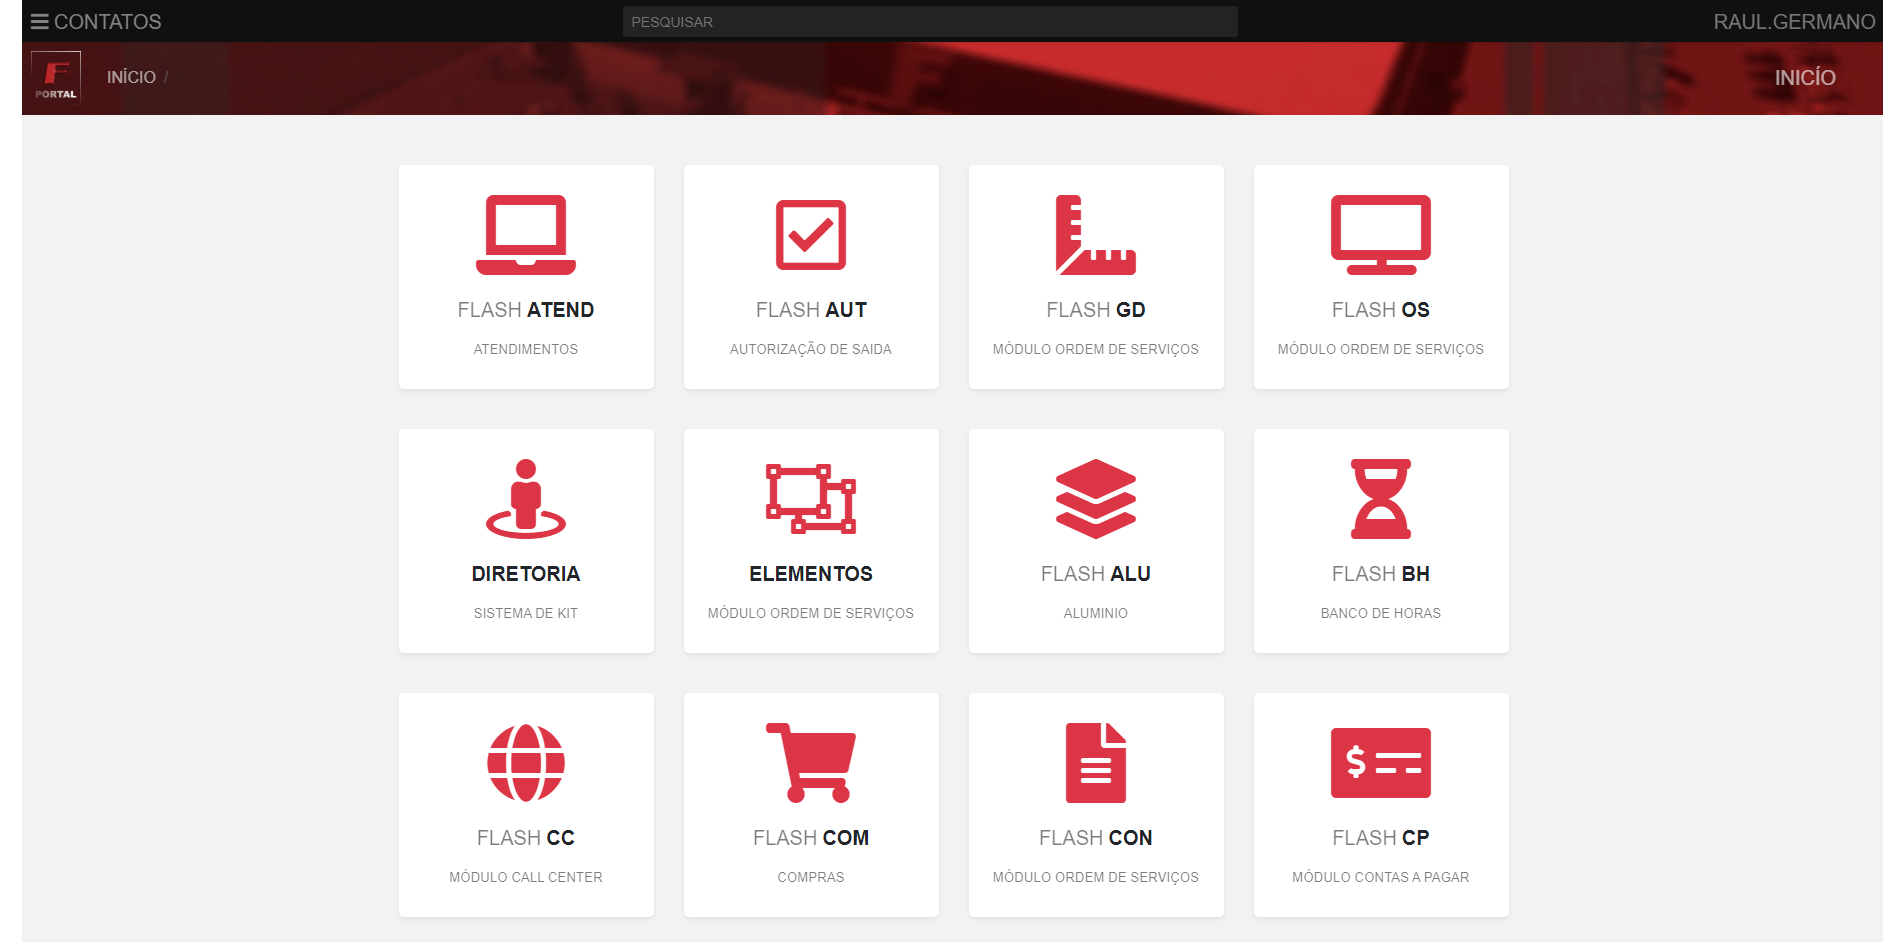 CONTATOS
PESQUISAR
RAUL.GERMANO
F
PORTAL
INÍCIO /
INICÍO
FLASH ATEND
ATENDIMENTOS
FLASH AUT
AUTORIZAÇÃO DE SAIDA
FLASH GD
MÓDULO ORDEM DE SERVIÇOS
FLASH OS
MÓDULO ORDEM DE SERVIÇOS
DIRETORIA
SISTEMA DE KIT
ELEMENTOS
MÓDULO ORDEM DE SERVIÇOS
FLASH ALU
ALUMINIO
FLASH BH
BANCO DE HORAS
FLASH CC
MÓDULO CALL CENTER
FLASH COM
COMPRAS
FLASH CON
MÓDULO ORDEM DE SERVIÇOS
$
FLASH CP
MÓDULO CONTAS A PAGAR